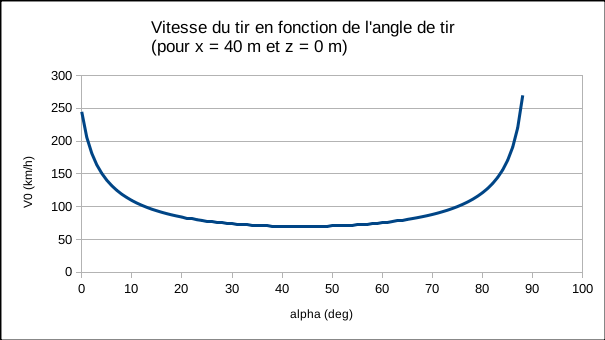 Vitesse du tir en fonction de l'angle de tir
(pour x = 40 m et z = 0 m)
300
250
200
150
100
50
0
V0 (km/h)
0 10 20 30 40 50 60 70 80 90 100
alpha (deg)